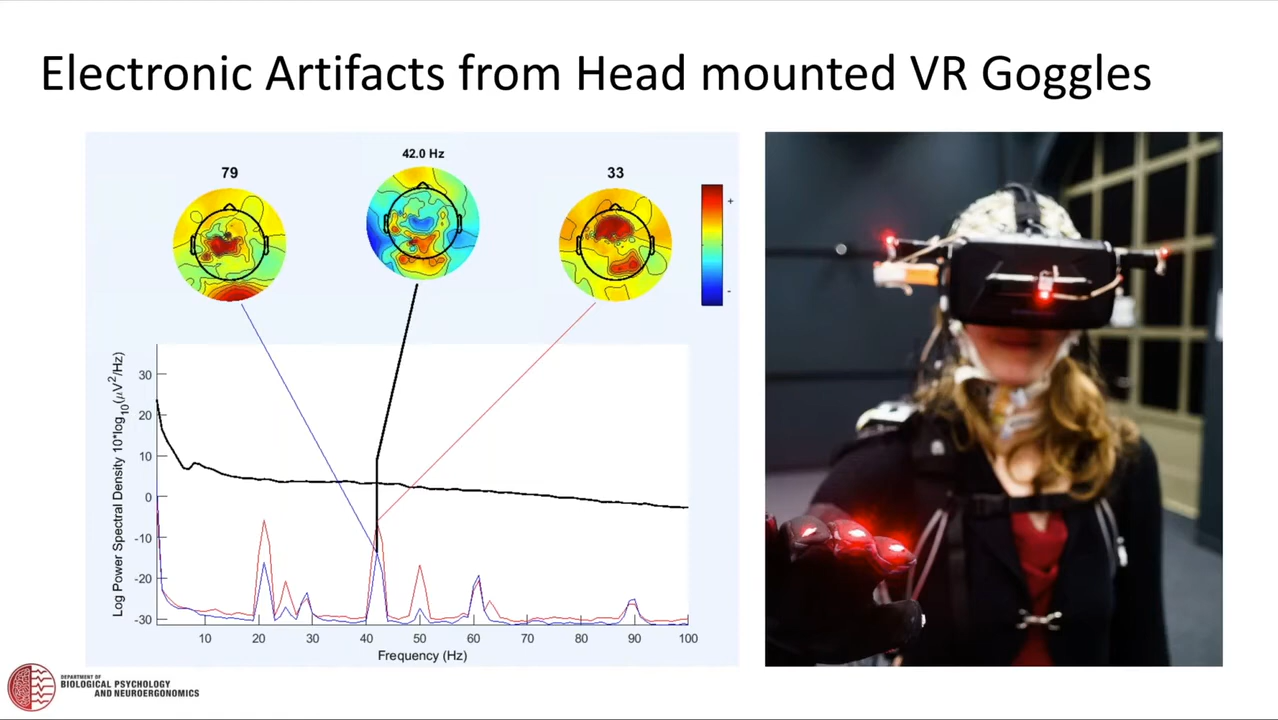 Electronic Artifacts from Head mounted VR Goggles
79
42.0 Hz
33
+
-
Log Power Spectral Density 10*log10(μV2/Hz)
30
20
10
0
-10
-20
-30
10 20 30 40 50 60 70 80 90 100
Frequency (Hz)
DEPARTMENT OF
BIOLOGICAL PSYCHOLOGY
AND NEUROERGONOMICS